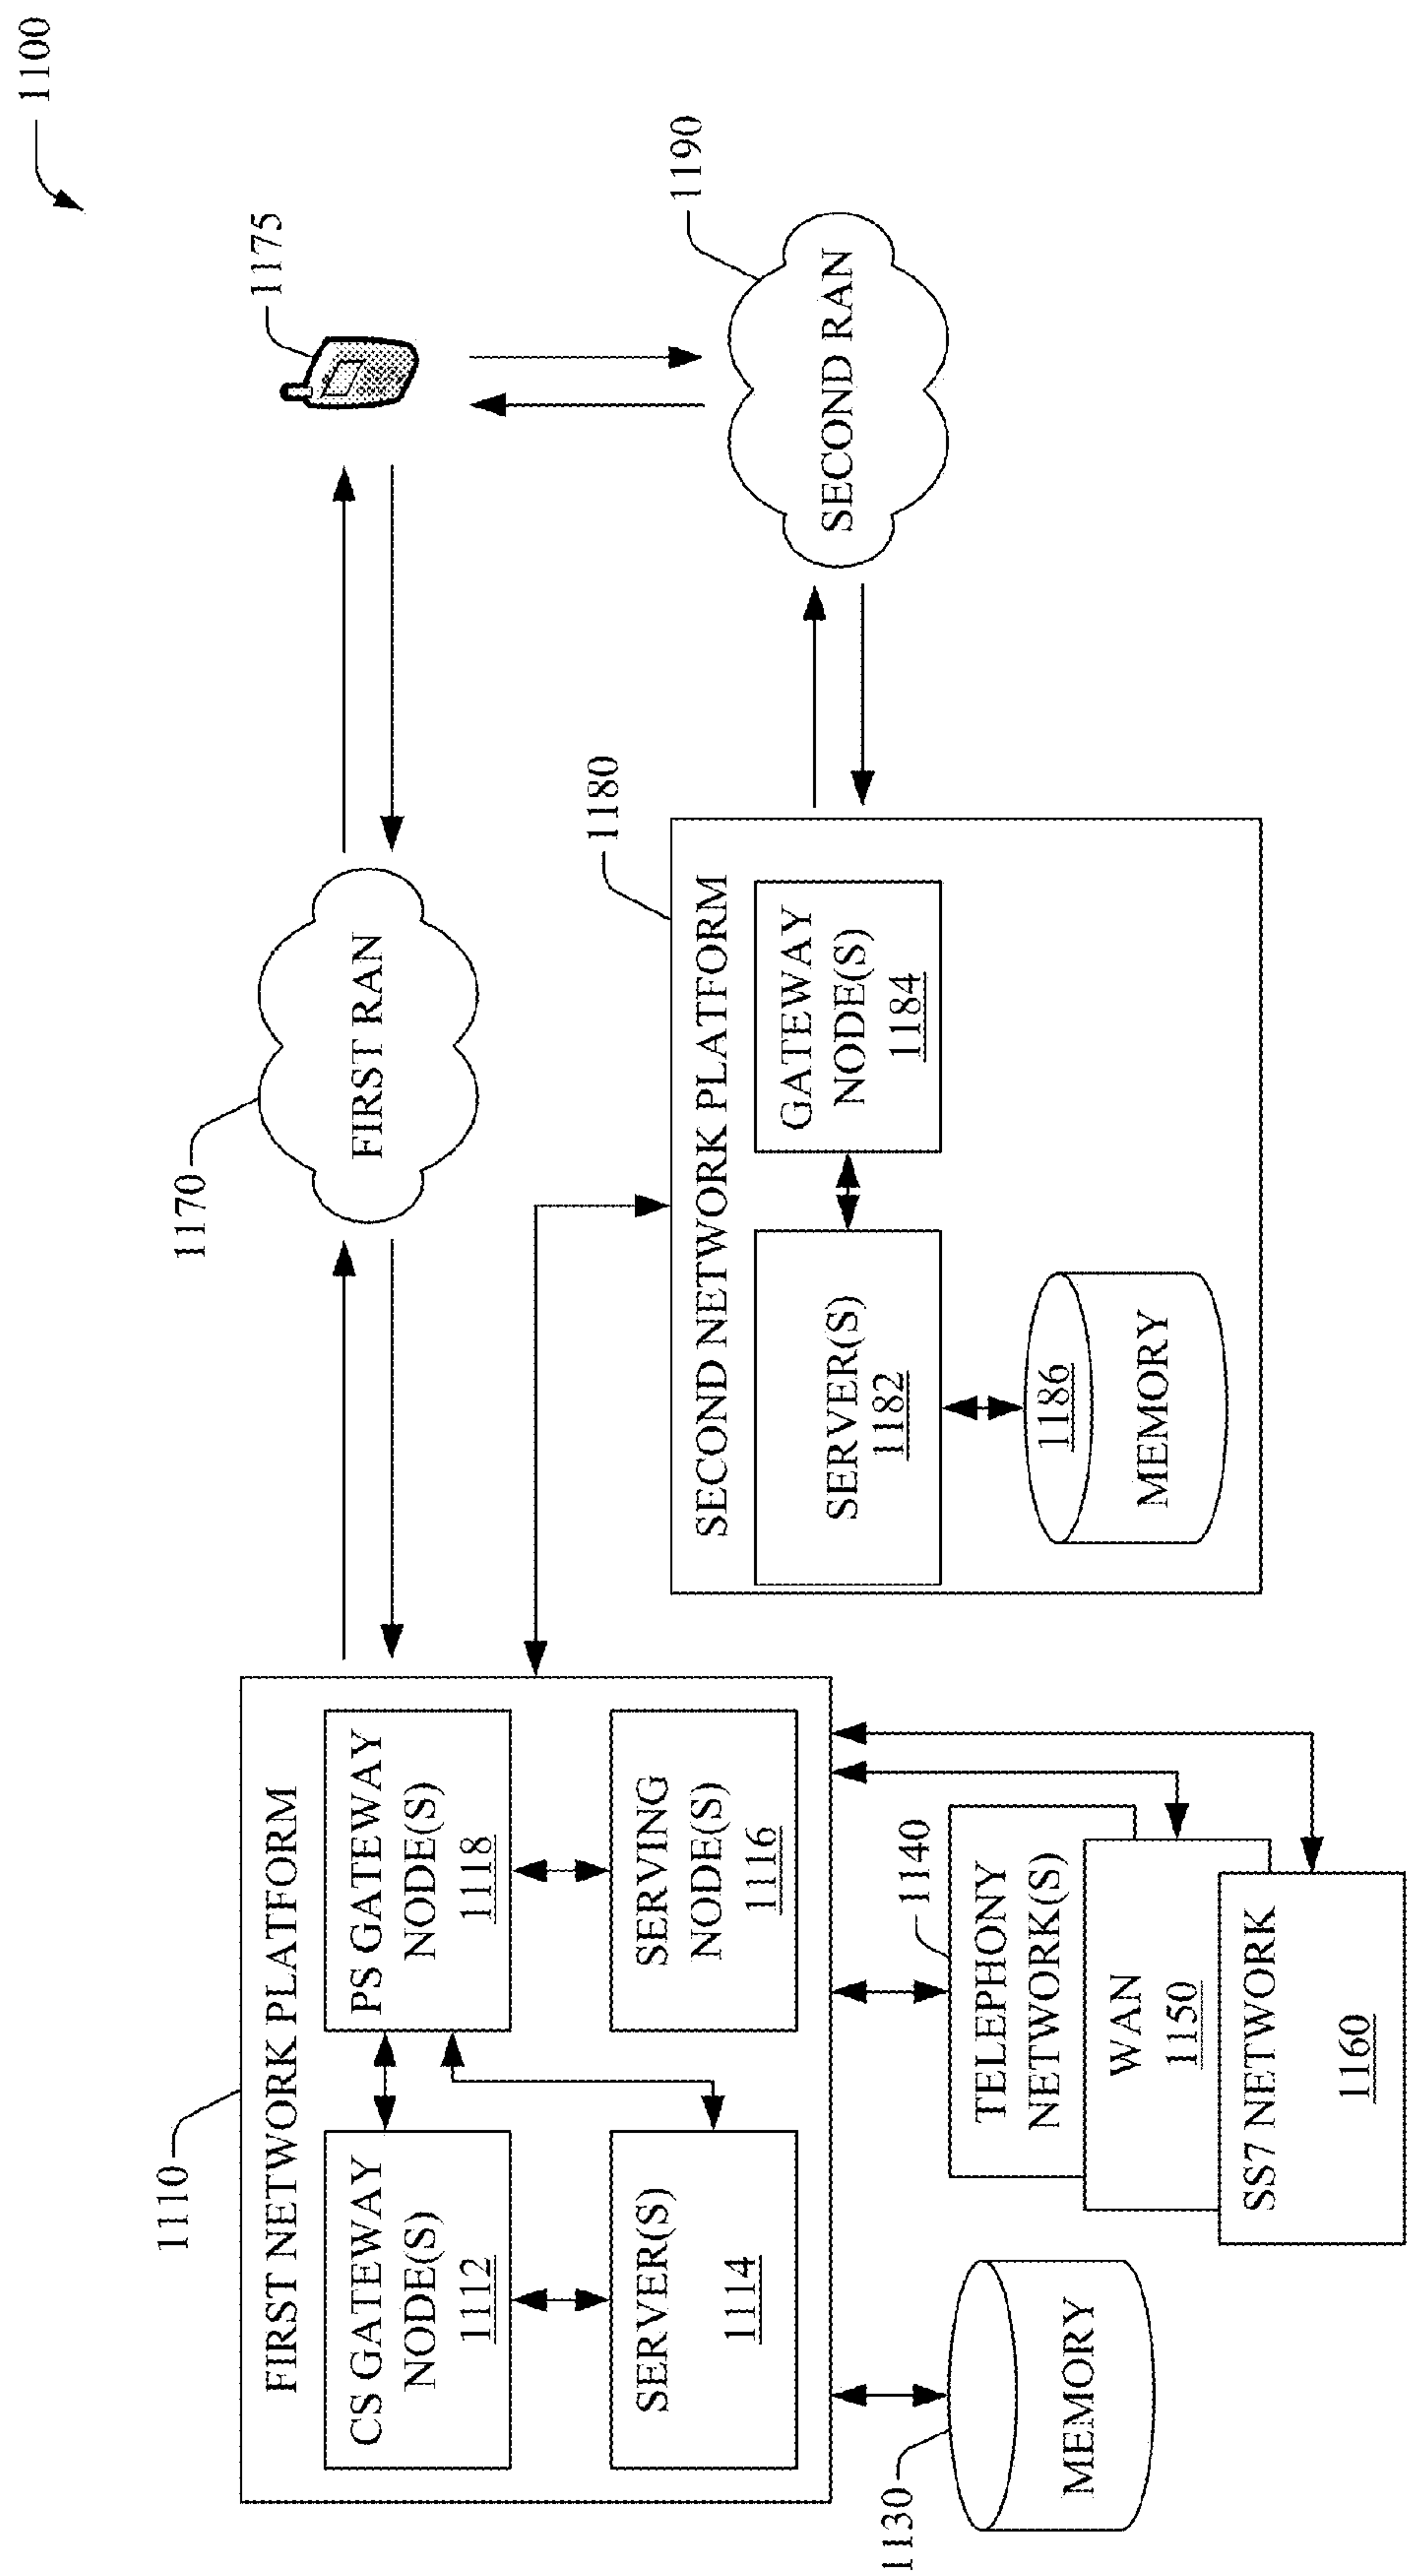 1100
1175
1170
FIRST RAN
1190
SECOND RAN
1110
FIRST NETWORK PLATFORM
CS GATEWAY
NODE(S)
1112
PS GATEWAY
NODE(S)
1118
SERVER(S)
1114
SERVING
NODE(S)
1116
1180
SECOND NETWORK PLATFORM
SERVER(S)
1182
GATEWAY
NODE(S)
1184
1186
MEMORY
1130
MEMORY
1140
TELEPHONY
NETWORK(S)
WAN
1150
SS7 NETWORK
1160